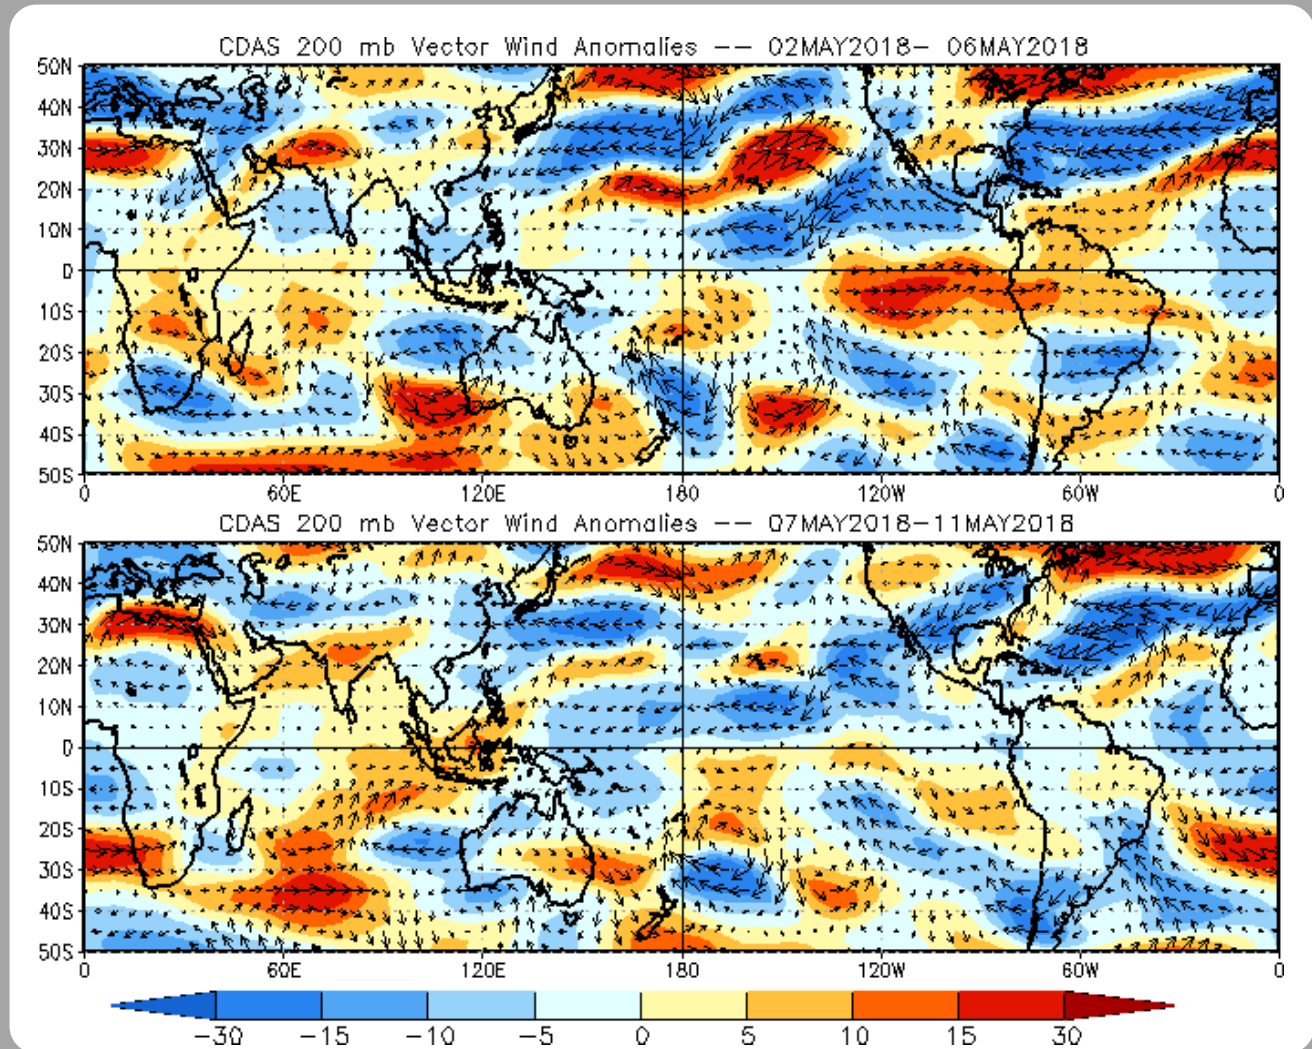 CDAS 200 mb Vector Wind Anomalies -- 02MAY2018- 06MAY2018
50N
40N
30N
20N
10N
0
10S
20S
30S
40S
50S
0 60E 120E 180 120W 60W 0
CDAS 200 mb Vector Wind Anomalies -- 07MAY2018-11MAY2018
50N
40N
30N
20N
10N
0
10S
20S
30S
40S
50S
0 60E 120E 180 120W 60W 0
-30 -15 -10 -5 0 5 10 15 30